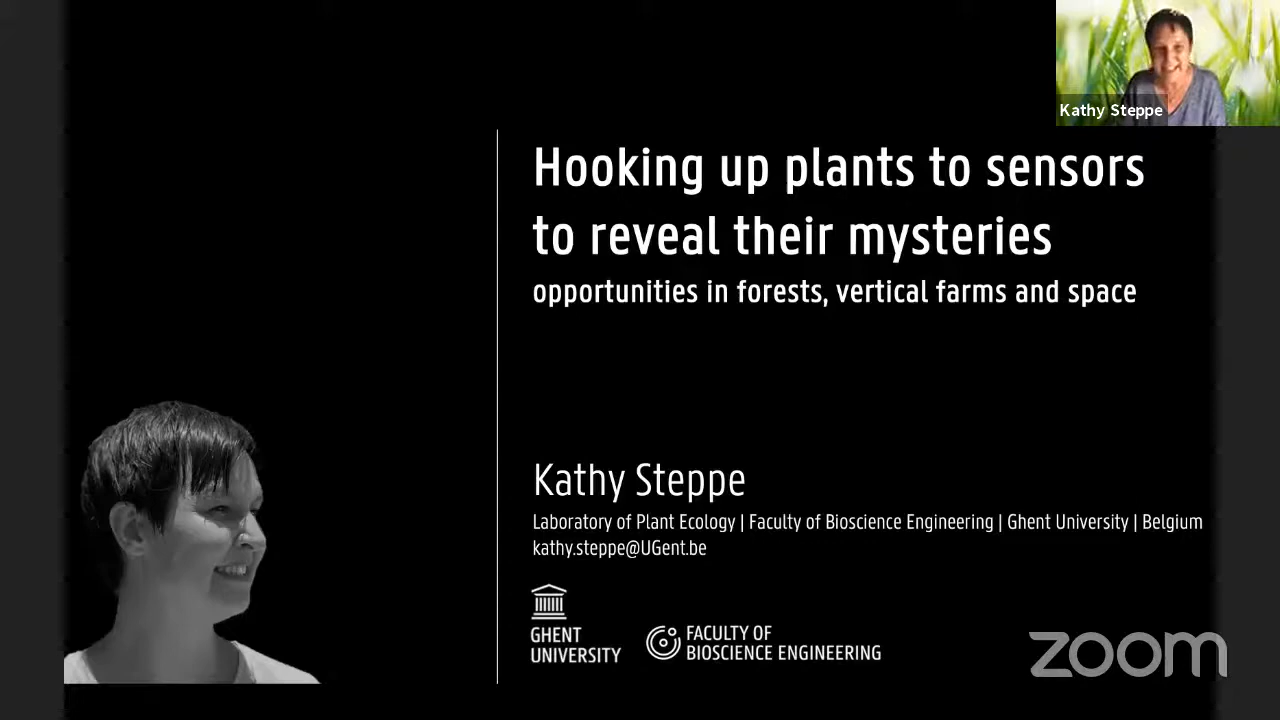 Kathy Steppe
Hooking up plants to sensors
to reveal their mysteries
opportunities in forests, vertical farms and space
Kathy Steppe
Laboratory of Plant Ecology | Faculty of Bioscience Engineering | Ghent University | Belgium
kathy.steppe@UGent.be
GHENT
UNIVERSITY
FACULTY OF
BIOSCIENCE ENGINEERING
zoom